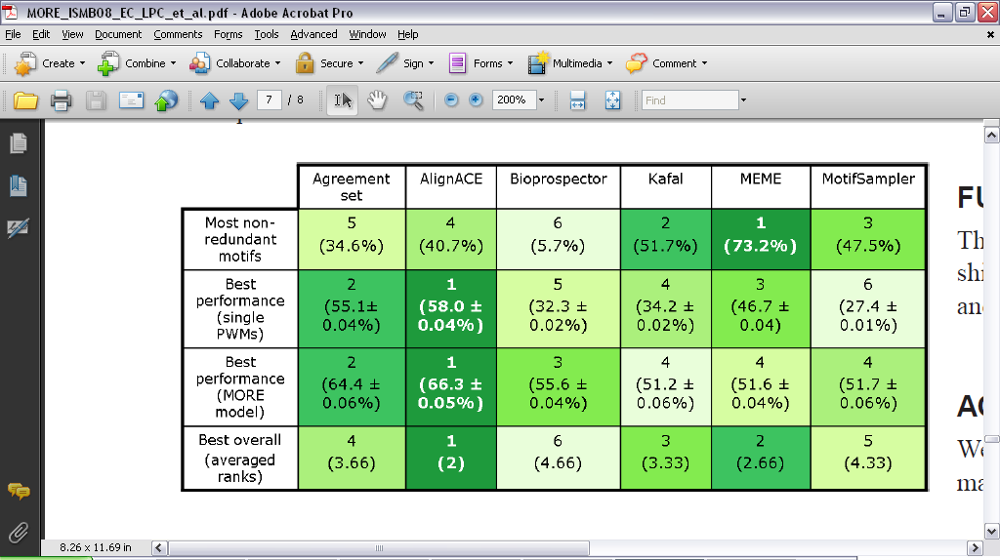 MORE_ISMB08_EC_LPC_et_al.pdf - Adobe Acrobat Pro
File Edit View Document Comments Forms Tools Advanced Window Help
Create Combine Collaborate Secure Sign Forms Multimedia Comment
7 / 8 200% Find
Agreement set AlignACE Bioprospector Kafal MEME MotifSampler
Most non-redundant motifs
5 4 6 2 1 3
(34.6%) (40.7%) (5.7%) (51.7%) (73.2%) (47.5%)
Best performance (single PWMs)
2 1 5 4 3 6
(55.1± 0.04%) (58.0 ± 0.04%) (32.3 ± 0.02%) (34.2 ± 0.02%) (46.7 ± 0.04) (27.4 ± 0.01%)
Best performance (MORE model)
2 1 3 4 4 4
(64.4 ± 0.06%) (66.3 ± 0.05%) (55.6 ± 0.04%) (51.2 ± 0.06%) (51.6 ± 0.04%) (51.7 ± 0.06%)
Best overall (averaged ranks)
4 1 6 3 2 5
(3.66) (2) (4.66) (3.33) (2.66) (4.33)
FU
Th
shi
an
A
We
ma
8.26 x 11.69 in